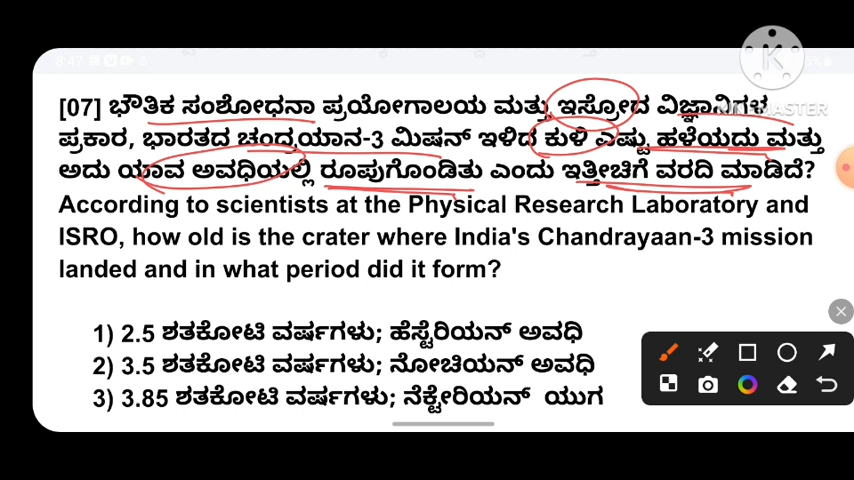 8:47
K
[07] ಭೌತಿಕ ಸಂಶೋಧನಾ ಪ್ರಯೋಗಾಲಯ ಮತ್ತು ಇಸ್ರೋದ ವಿಜ್ಞಾನಿಗಳ
MASTER
ಪ್ರಕಾರ, ಭಾರತದ ಚಂದ್ರಯಾನ-3 ಮಿಷನ್ ಇಳಿದ ಕುಳಿ ಎಷ್ಟು ಹಳೆಯದು ಮತ್ತು
ಅದು ಯಾವ ಅವಧಿಯಲ್ಲಿ ರೂಪುಗೊಂಡಿತು ಎಂದು ಇತ್ತೀಚಿಗೆ ವರದಿ ಮಾಡಿದೆ?
According to scientists at the Physical Research Laboratory and
ISRO, how old is the crater where India's Chandrayaan-3 mission
landed and in what period did it form?
1) 2.5 ಶತಕೋಟಿ ವರ್ಷಗಳು; ಹೆಸ್ಟೆರಿಯನ್ ಅವಧಿ
2) 3.5 ಶತಕೋಟಿ ವರ್ಷಗಳು; ನೋಚಿಯನ್ ಅವಧಿ
3) 3.85 ಶತಕೋಟಿ ವರ್ಷಗಳು; ನೆಕ್ಟೇರಿಯನ್ ಯುಗ